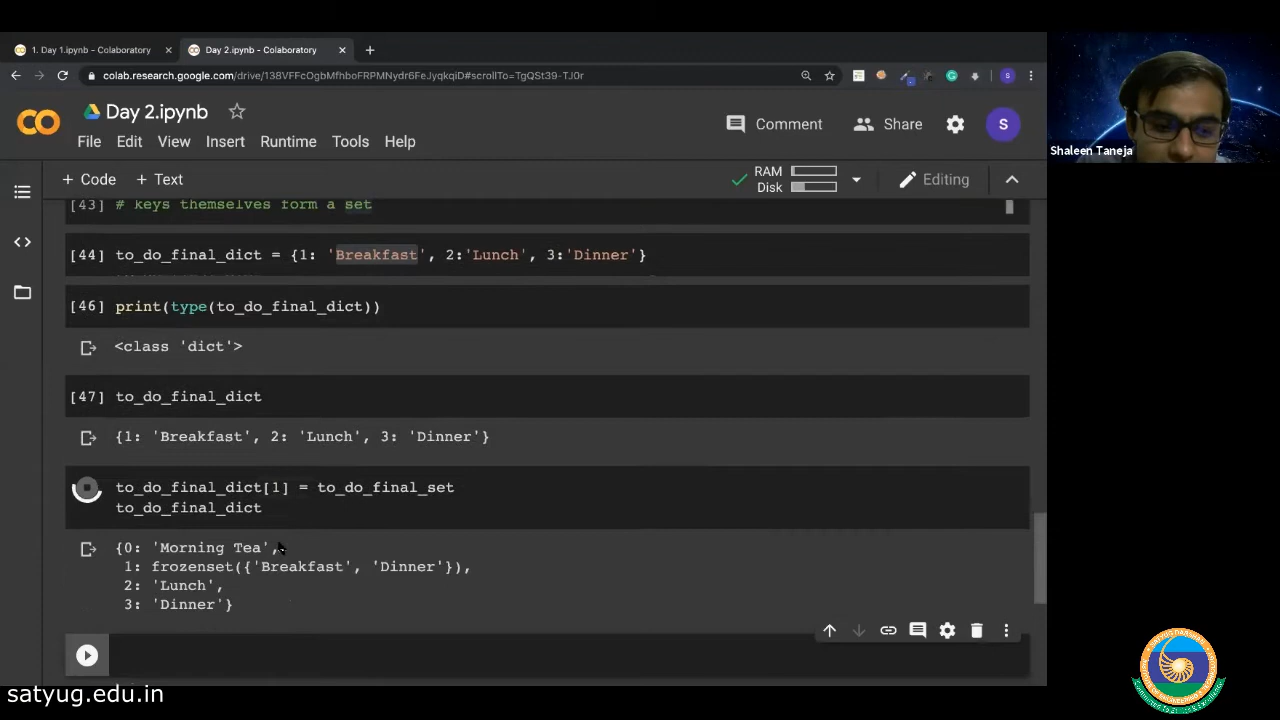 1. Day 1.ipynb - Colaboratory
Day 2.ipynb - Colaboratory
colab.research.google.com/drive/138VFFcOgbMfhboFRPMNydr6FeJyqkqiD#scrollTo=TgQSt39-TJ0r
CO Day 2.ipynb
File Edit View Insert Runtime Tools Help
Comment Share S
+ Code + Text
RAM
Disk
Editing
[43] # keys themselves form a set
[44] to_do_final_dict = {1: 'Breakfast', 2:'Lunch', 3:'Dinner'}
[46] print(type(to_do_final_dict))
<class 'dict'>
[47] to_do_final_dict
{1: 'Breakfast', 2: 'Lunch', 3: 'Dinner'}
to_do_final_dict[1] = to_do_final_set
to_do_final_dict
{0: 'Morning Tea',
1: frozenset({'Breakfast', 'Dinner'}),
2: 'Lunch',
3: 'Dinner'}
Shaleen Taneja
satyug.edu.in